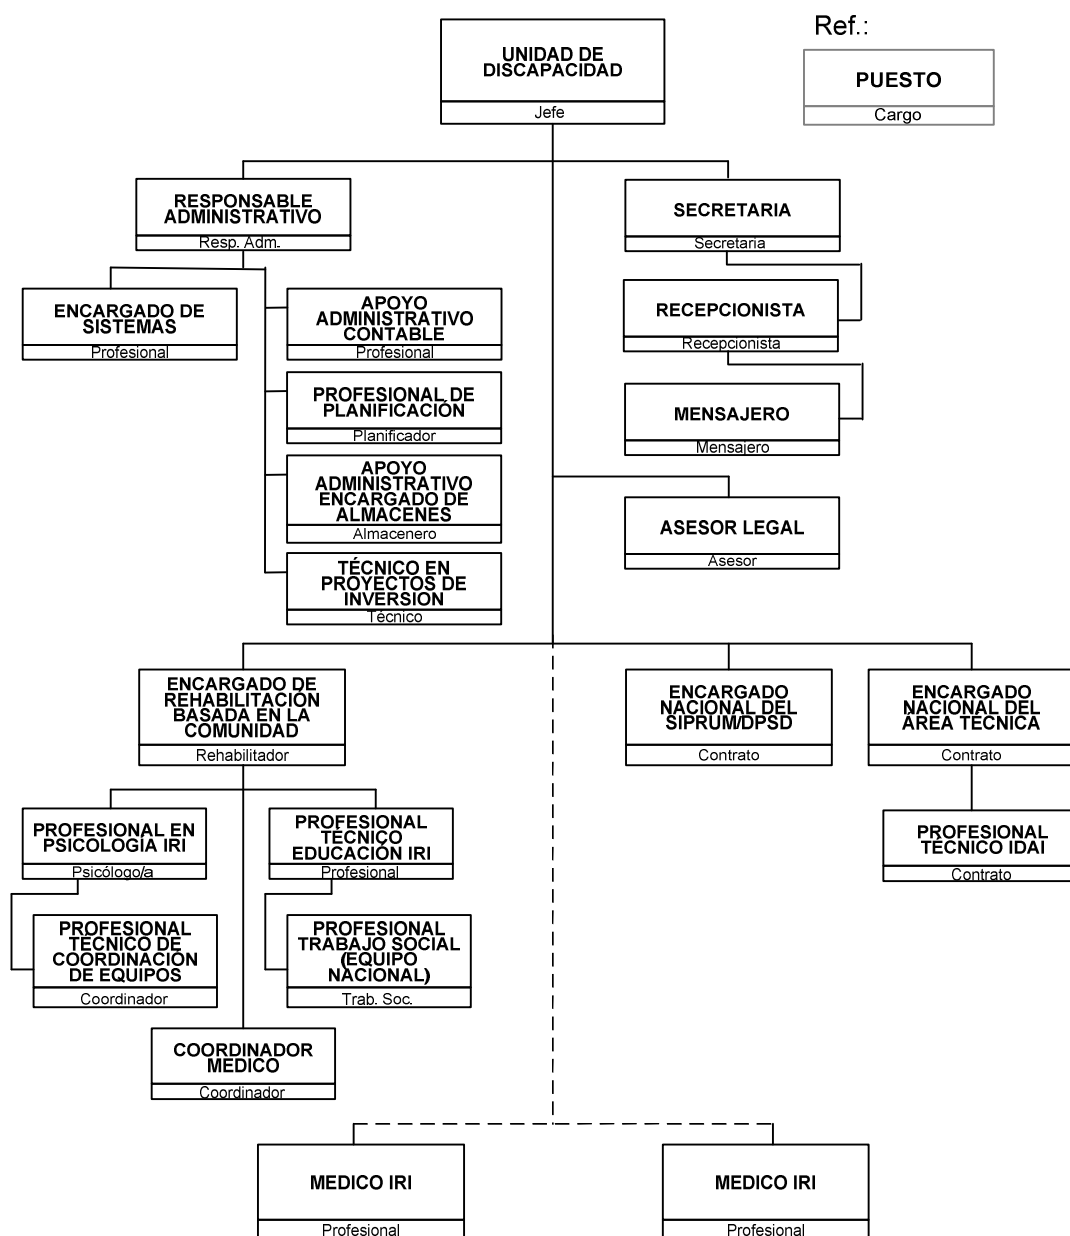 Ref.:
UNIDAD DE
DISCAPACIDAD
Jefe
PUESTO
Cargo
RESPONSABLE
ADMINISTRATIVO
Resp. Adm.
SECRETARIA
Secretaria
ENCARGADO DE
SISTEMAS
Profesional
APOYO
ADMINISTRATIVO
CONTABLE
Profesional
RECEPCIONISTA
Recepcionista
PROFESIONAL DE
PLANIFICACIÓN
Planificador
MENSAJERO
Mensajero
APOYO
ADMINISTRATIVO
ENCARGADO DE
ALMACENES
Almacenero
ASESOR LEGAL
Asesor
TÉCNICO EN
PROYECTOS DE
INVERSION
Técnico
ENCARGADO DE
REHABILITACIÓN
BASADA EN LA
COMUNIDAD
Rehabilitador
ENCARGADO
NACIONAL DEL
SIPRUM/DPSD
Contrato
ENCARGADO
NACIONAL DEL
AREA TECNICA
Contrato
PROFESIONAL EN
PSICOLOGÍA IRI
Psicólogo/a
PROFESIONAL
TÉCNICO
EDUCACIÓN IRI
Profesional
PROFESIONAL
TÉCNICO IDAI
Contrato
PROFESIONAL
TÉCNICO DE
COORDINACIÓN
DE EQUIPOS
Coordinador
PROFESIONAL
TRABAJO SOCIAL
(EQUIPO
NACIONAL)
Trab. Soc.
COORDINADOR
MEDICO
Coordinador
MEDICO IRI
Profesional
MEDICO IRI
Profesional